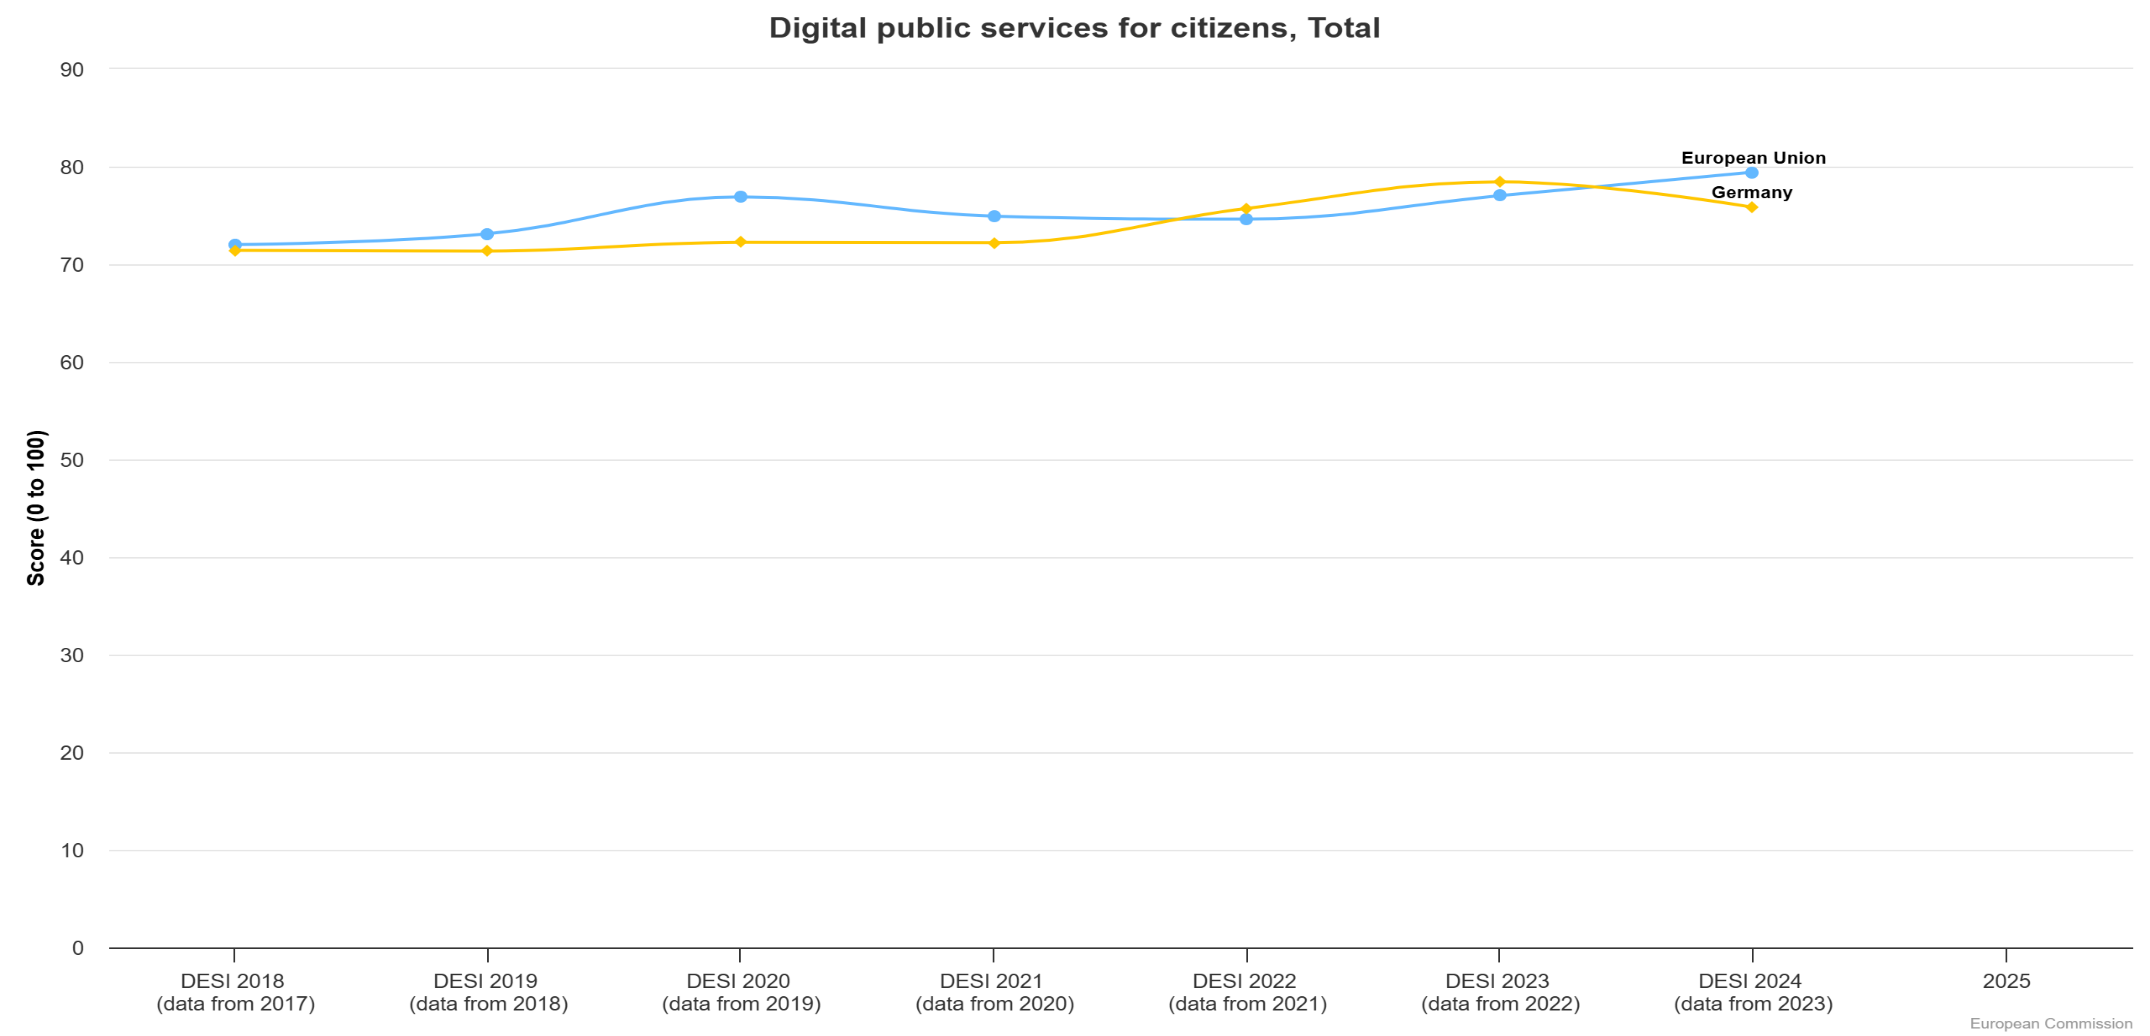 Digital public services for citizens, Total
90
80
70
60
50
40
30
20
10
0
Score (0 to 100)
European Union
Germany
DESI 2018
(data from 2017)
DESI 2019
(data from 2018)
DESI 2020
(data from 2019)
DESI 2021
(data from 2020)
DESI 2022
(data from 2021)
DESI 2023
(data from 2022)
DESI 2024
(data from 2023)
2025
European Commission